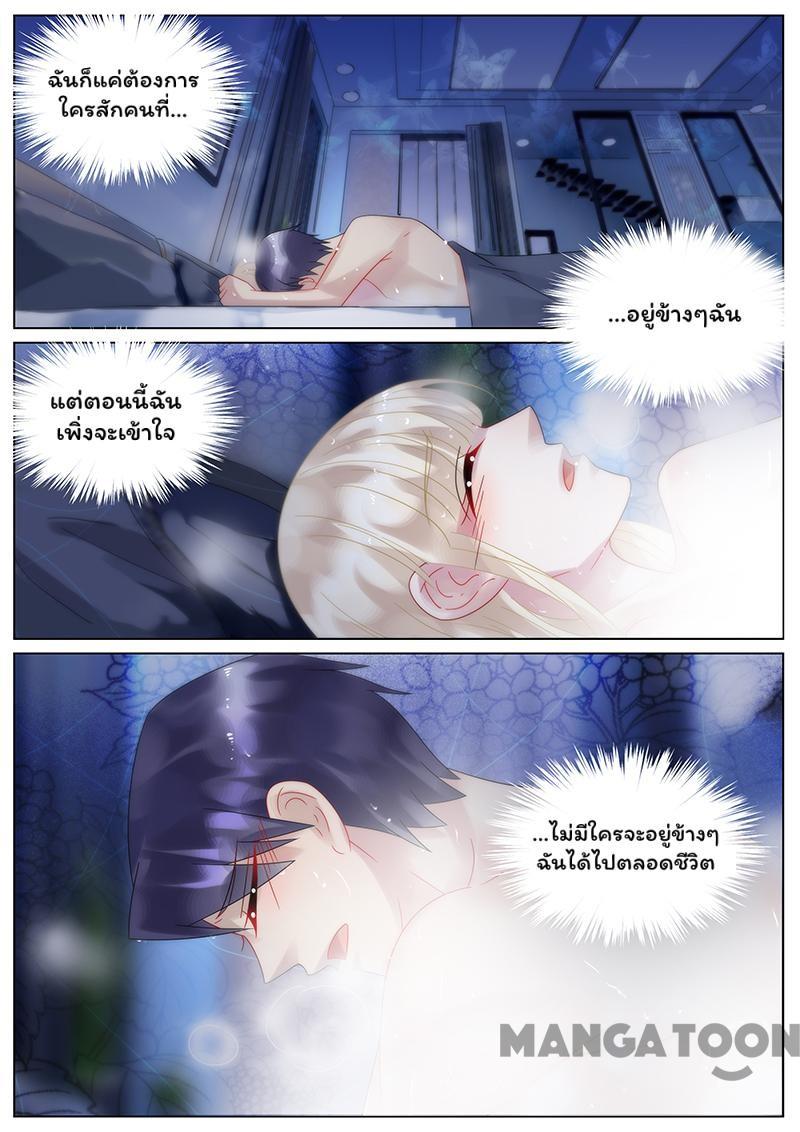 ฉันก็แค่ต้องการ
ใครสักคนที่...
...อยู่ข้างๆฉัน
แต่ตอนนี้ฉัน
เพิ่งจะเข้าใจ
...ไม่มีใครจะอยู่ข้างๆ
ฉันได้ไปตลอดชีวิต
MANGATOON